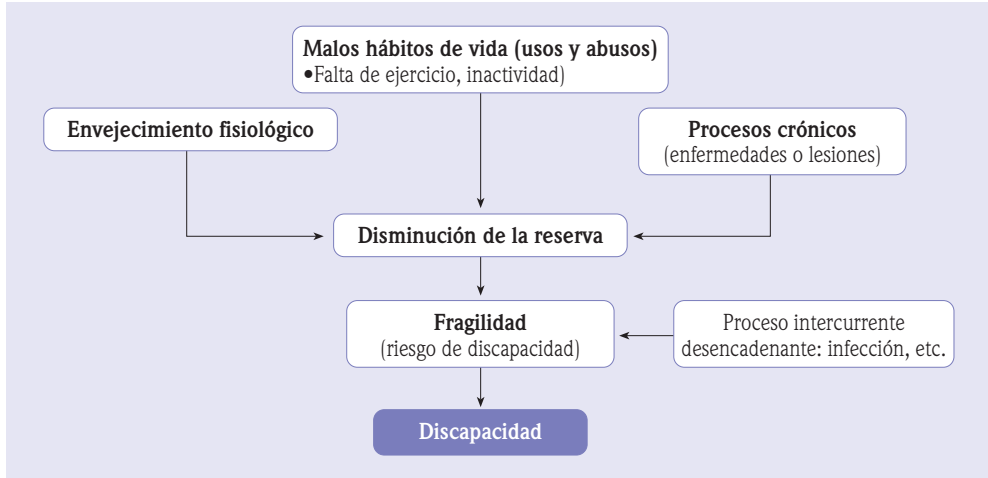 Malos hábitos de vida (usos y abusos)
•Falta de ejercicio, inactividad)
Envejecimiento fisiológico
Procesos crónicos
(enfermedades o lesiones)
Disminución de la reserva
Fragilidad
(riesgo de discapacidad)
Proceso intercurrente
desencadenante: infección, etc.
Discapacidad